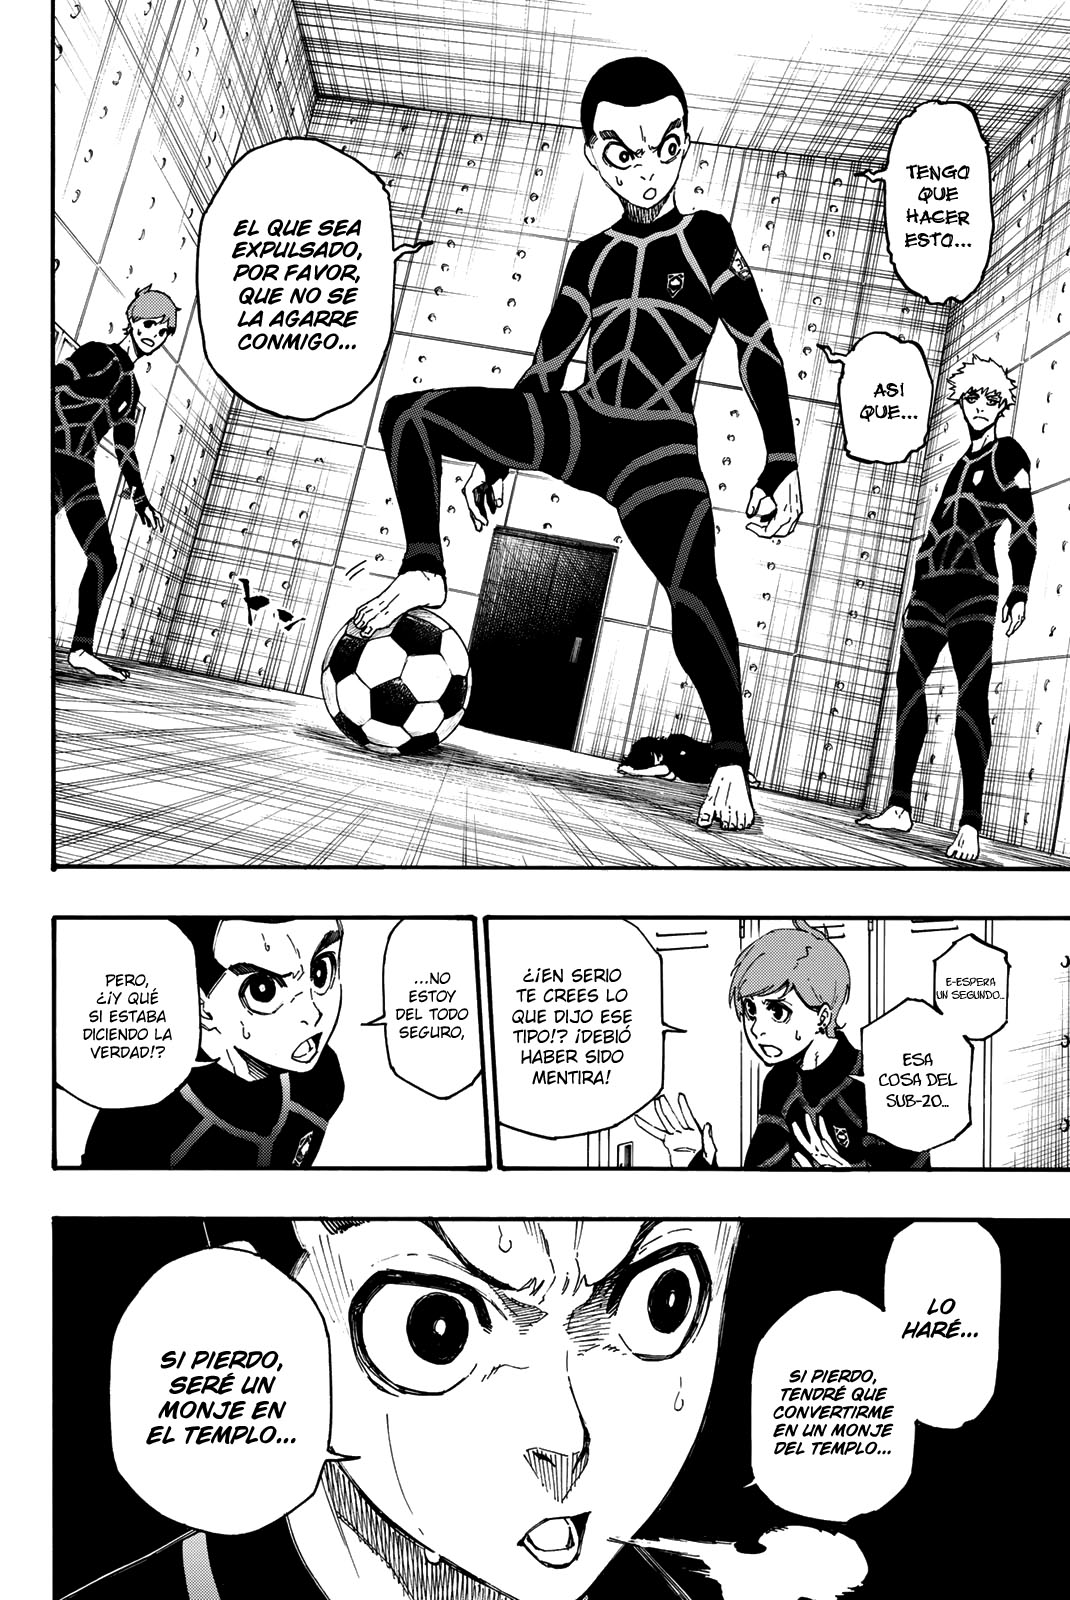 TENGO
QUE
HACER
ESTO...
ASI
QUE...
EL QUE SEA
EXPULSADO,
POR FAVOR,
QUE NO SE
LA AGARRE
CONMIGO...
E-ESPERA
UN SEGUNDO...
ESA
COSA DEL
SUB-20...
¿¡EN SERIO
TE CREES LO
QUE DIJO ESE
TIPO!? ¡DEBIÓ
HABER SIDO
MENTIRA!
...NO
ESTOY
DEL TODO
SEGURO,
PERO,
¿¡Y QUÉ
SI ESTABA
DICIENDO LA
VERDAD!?
LO
HARÉ...
SI PIERDO,
TENDRÉ QUE
CONVERTIRME
EN UN MONJE
DEL TEMPLO...
SI PIERDO,
SERÉ UN
MONJE EN
EL TEMPLO...